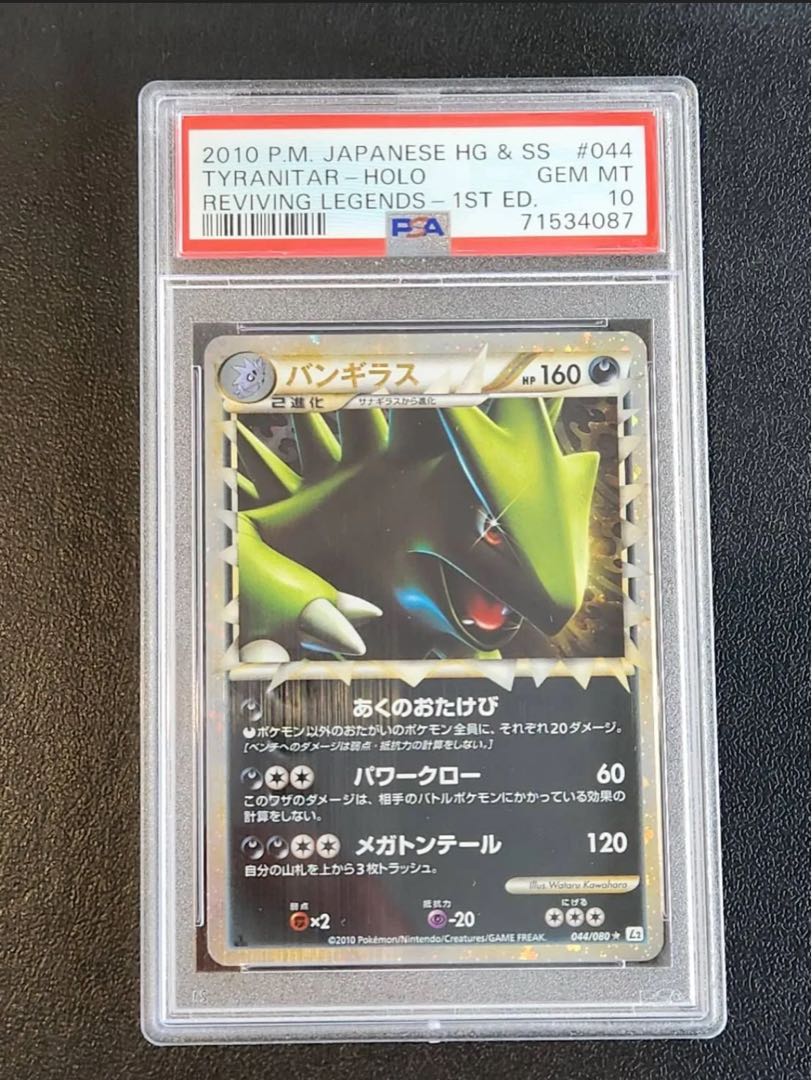 2010 P.M. JAPANESE HG & SS #044
TYRANITAR-HOLO GEM MT
REVIVING LEGENDS-1ST ED. 10
PSA 71534087
バンギラス HP 160
2進化 サナギラスから進化
あくのおたけび
ポケモン以外のおたがいのポケモン全員に、それぞれ20ダメージ。
[ベンチへのダメージは弱点・抵抗力の計算をしない。]
パワークロー 60
このワザのダメージは、相手のバトルポケモンにかかっている効果の
計算をしない。
メガトンテール 120
自分の山札を上から3枚トラッシュ。
Illus. Wataru Kawahara
弱点 抵抗力 にげる
×2 -20
044/080 ★ L2
©2010 Pokémon/Nintendo/Creatures/GAME FREAK.